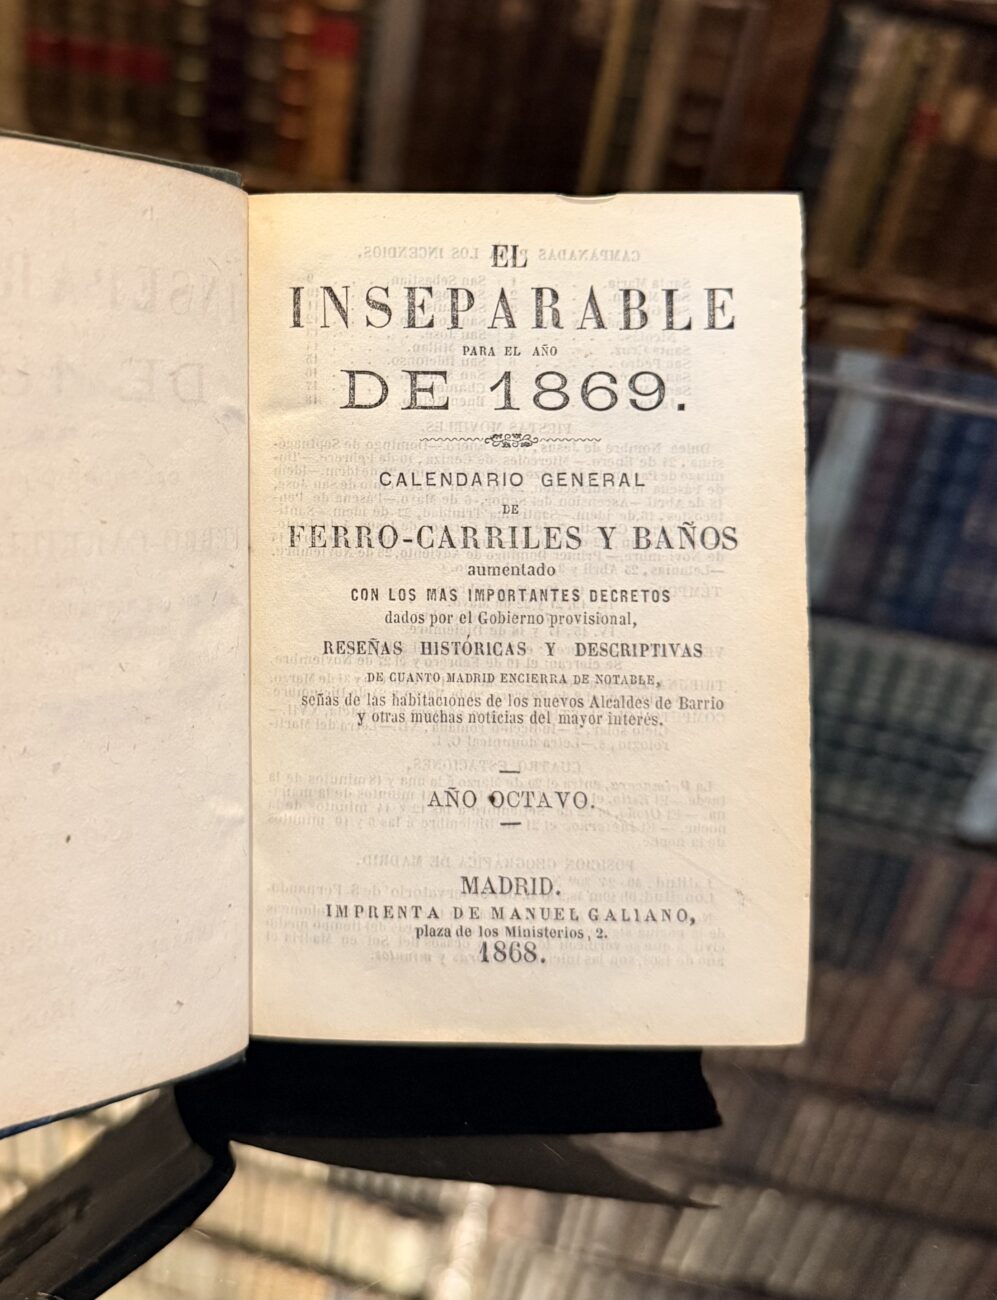 EL
INSEPARABLE
PARA EL AÑO
DE 1869.
CALENDARIO GENERAL
DE
FERRO-CARRILES Y BAÑOS
aumentado
CON LOS MAS IMPORTANTES DECRETOS
dados por el Gobierno provisional,
RESEÑAS HISTÓRICAS Y DESCRIPTIVAS
DE CUANTO MADRID ENCIERRA DE NOTABLE,
señas de las habitaciones de los nuevos Alcaldes de Barrio
y otras muchas noticias del mayor interés.
AÑO OCTAVO.
MADRID.
IMPRENTA DE MANUEL GALIANO,
plaza de los Ministerios, 2.
1868.